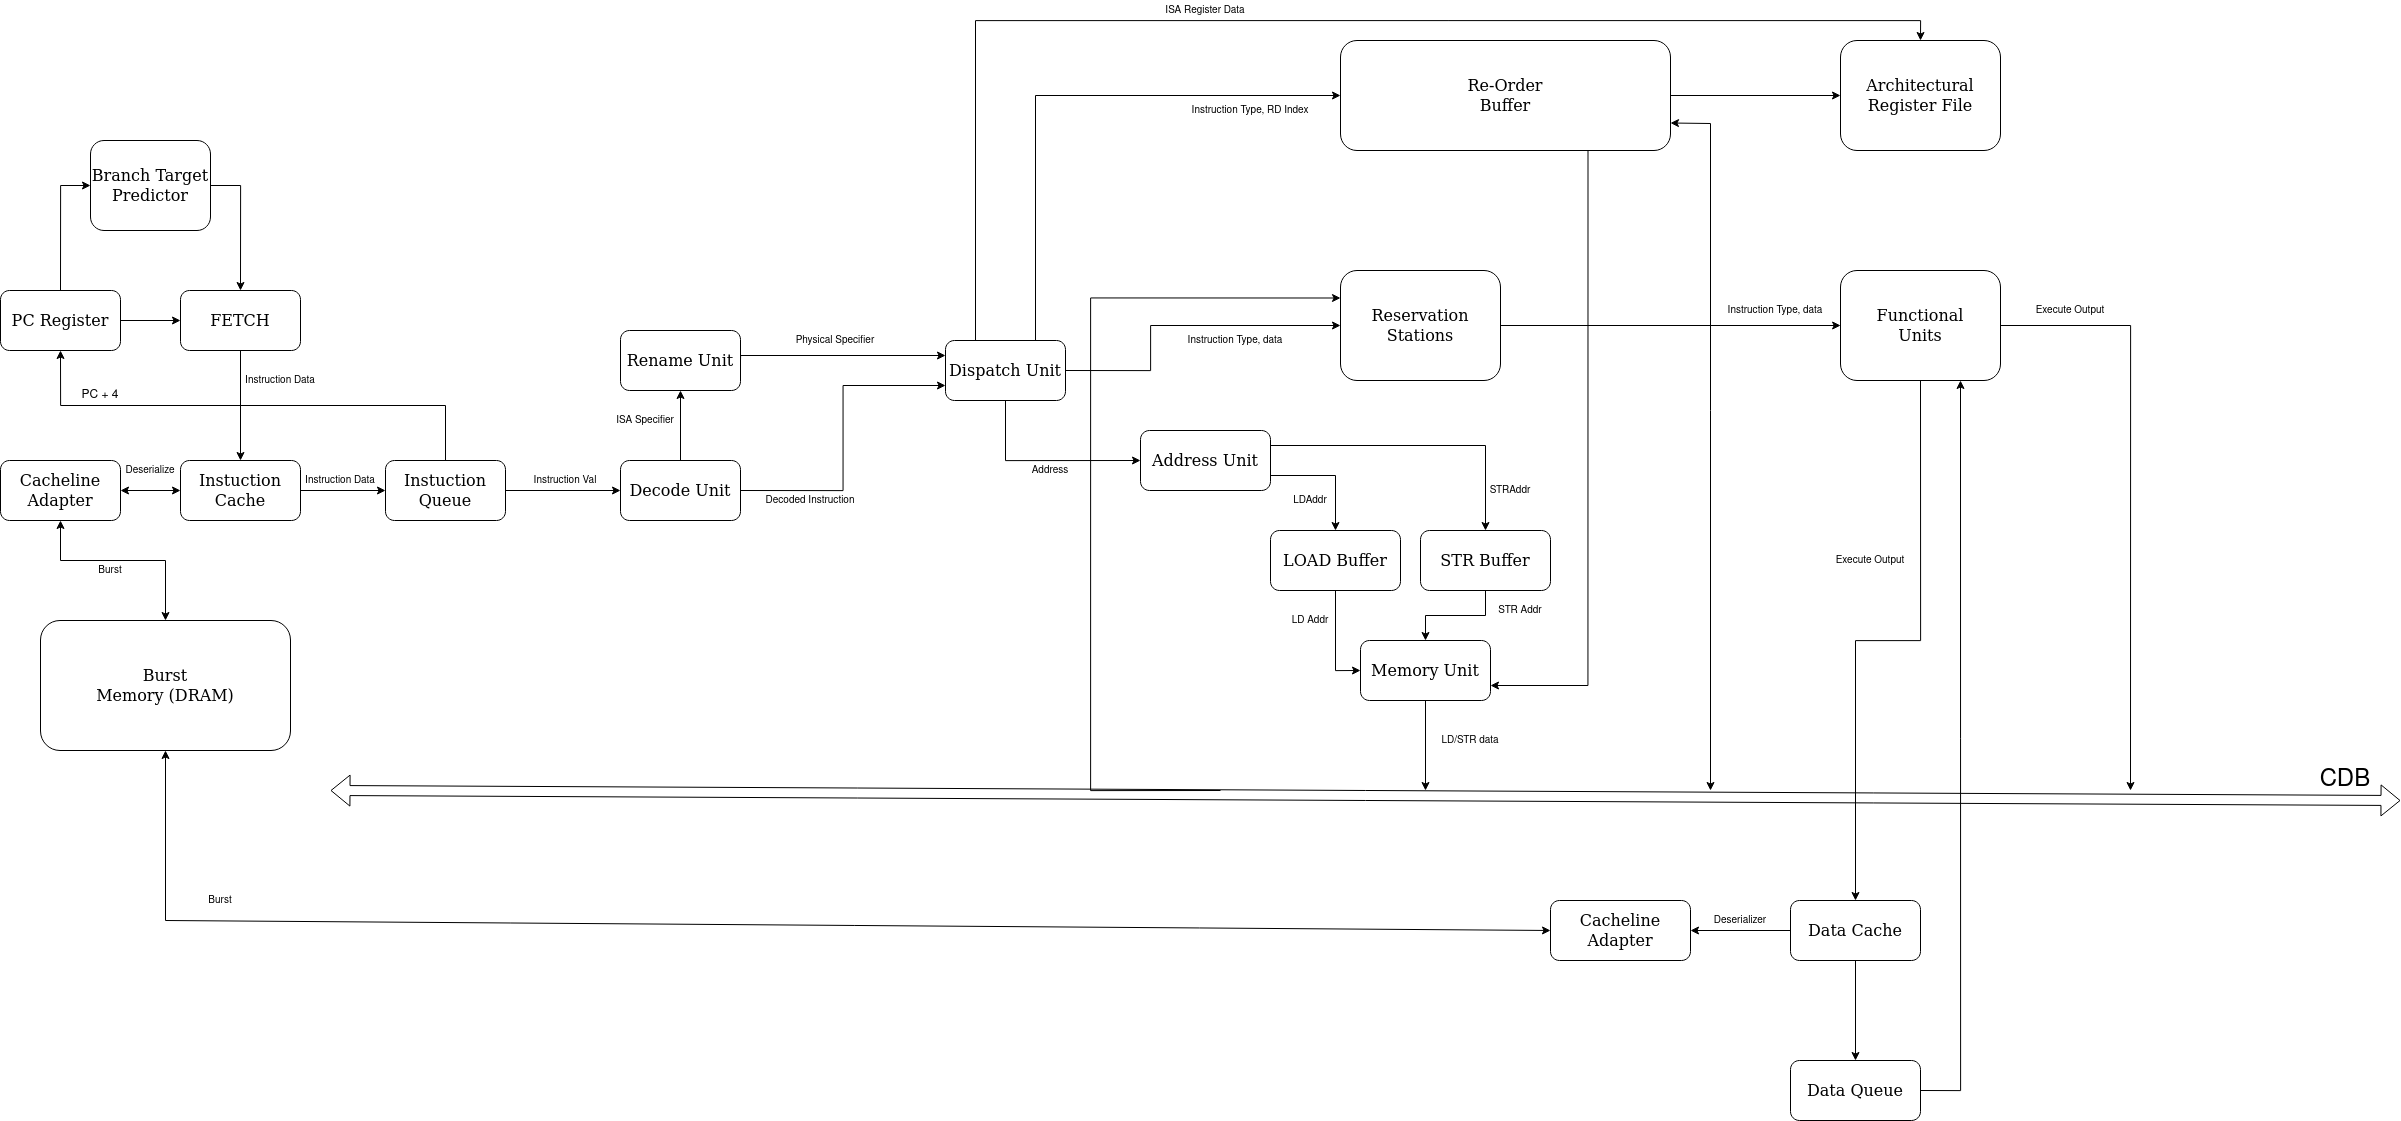 ISA Register Data
Re-Order
Buffer
Architectural
Register File
Instruction Type, RD Index
Branch Target
Predictor
PC Register
FETCH
Rename Unit
Physical Specifier
Dispatch Unit
Instruction Type, data
Reservation
Stations
Instruction Type, data
Functional
Units
Execute Output
Instruction Data
PC + 4
ISA Specifier
Cacheline
Adapter
Deserialize
Instuction
Cache
Instruction Data
Instuction
Queue
Instruction Val
Decode Unit
Decoded Instruction
Address
Address Unit
LDAddr
STRAddr
LOAD Buffer
STR Buffer
Execute Output
Burst
LD Addr
STR Addr
Burst
Memory (DRAM)
Memory Unit
LD/STR data
CDB
Burst
Cacheline
Adapter
Deserializer
Data Cache
Data Queue